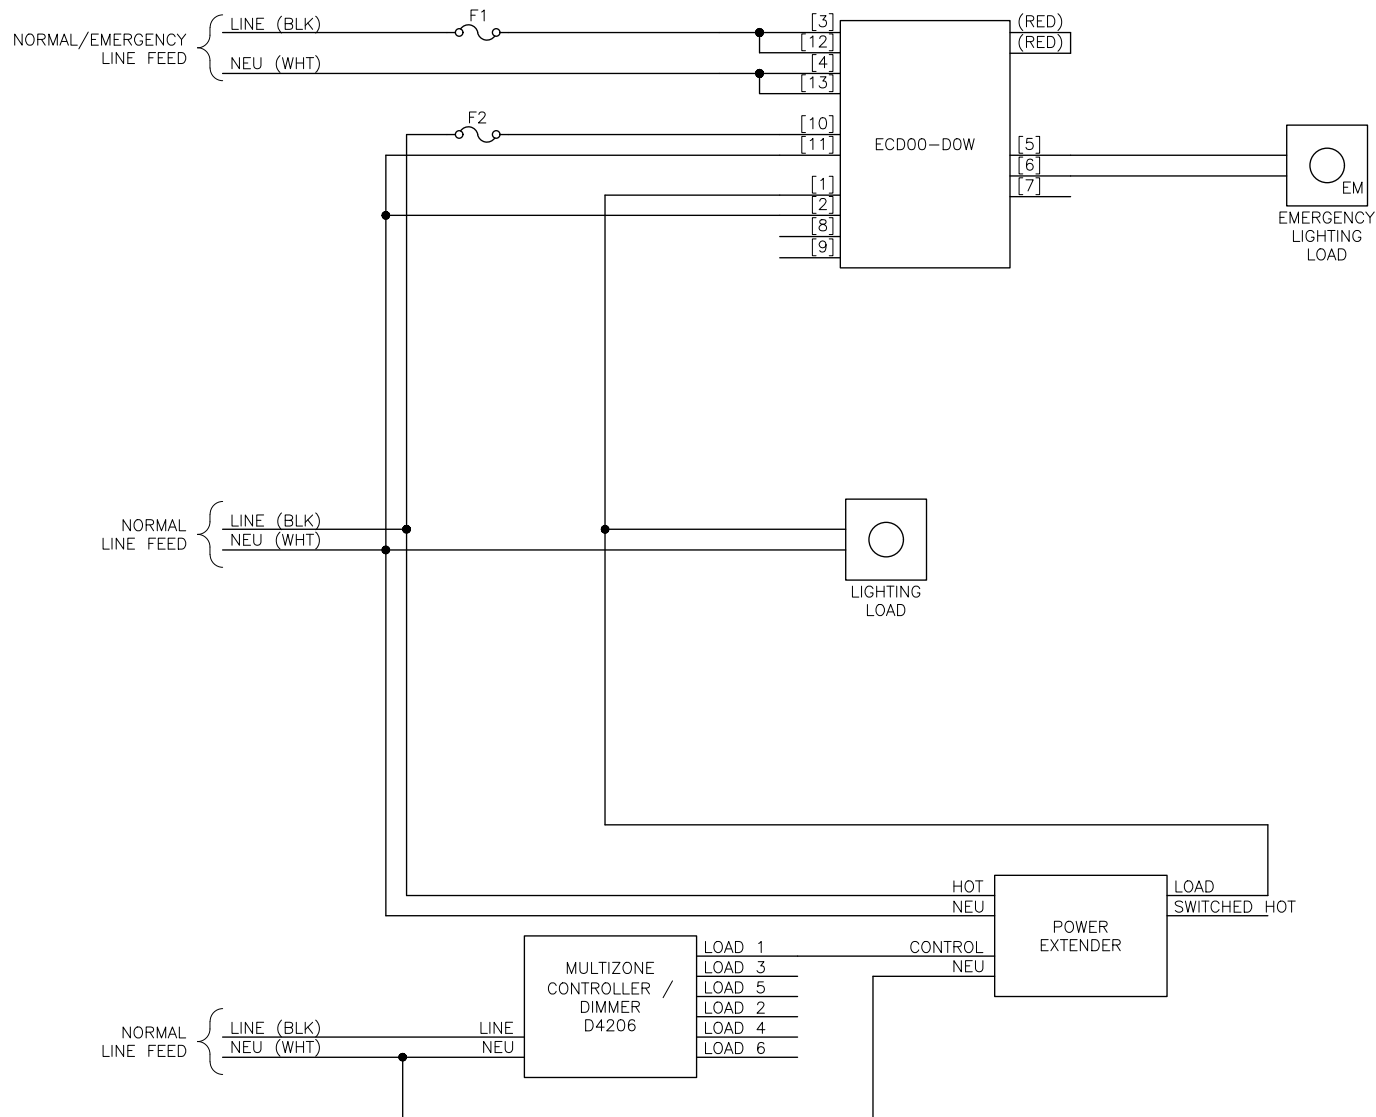 F1
LINE (BLK)
NORMAL/EMERGENCY
LINE FEED
NEU (WHT)
[3]
[12]
[4]
[13]
(RED)
(RED)
F2
[10]
[11]
[1]
[2]
[8]
[9]
ECD00-DOW
[5]
[6]
[7]
EM
EMERGENCY
LIGHTING
LOAD
NORMAL
LINE FEED
LINE (BLK)
NEU (WHT)
LIGHTING
LOAD
HOT
NEU
CONTROL
NEU
POWER
EXTENDER
LOAD
SWITCHED HOT
MULTIZONE
CONTROLLER /
DIMMER
D4206
LOAD 1
LOAD 3
LOAD 5
LOAD 2
LOAD 4
LOAD 6
NORMAL
LINE FEED
LINE (BLK)
NEU (WHT)
LINE
NEU